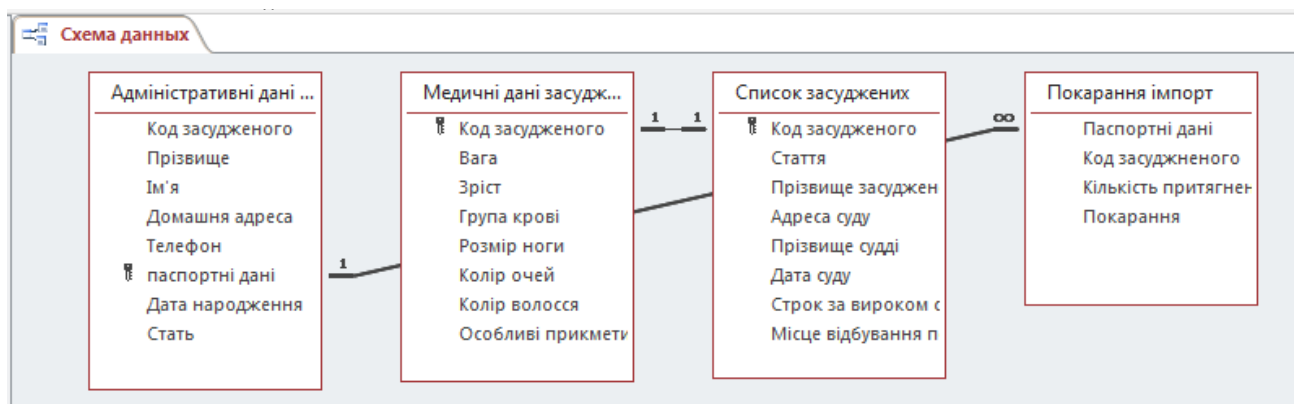 Схема данных
Адміністративні дані ...
Код засудженого
Прізвище
Ім'я
Домашня адреса
Телефон
паспортні дані
Дата народження
Стать
1
Медичні дані засудж...
Код засудженого
Вага
Зріст
Група крові
Розмір ноги
Колір очей
Колір волосся
Особливі прикмети
1 1
Список засуджених
Код засудженого
Стаття
Прізвище засуджен
Адреса суду
Прізвище судді
Дата суду
Строк за вироком с
Місце відбування п
∞
Покарання імпорт
Паспортні дані
Код засуджненого
Кількість притягнен
Покарання